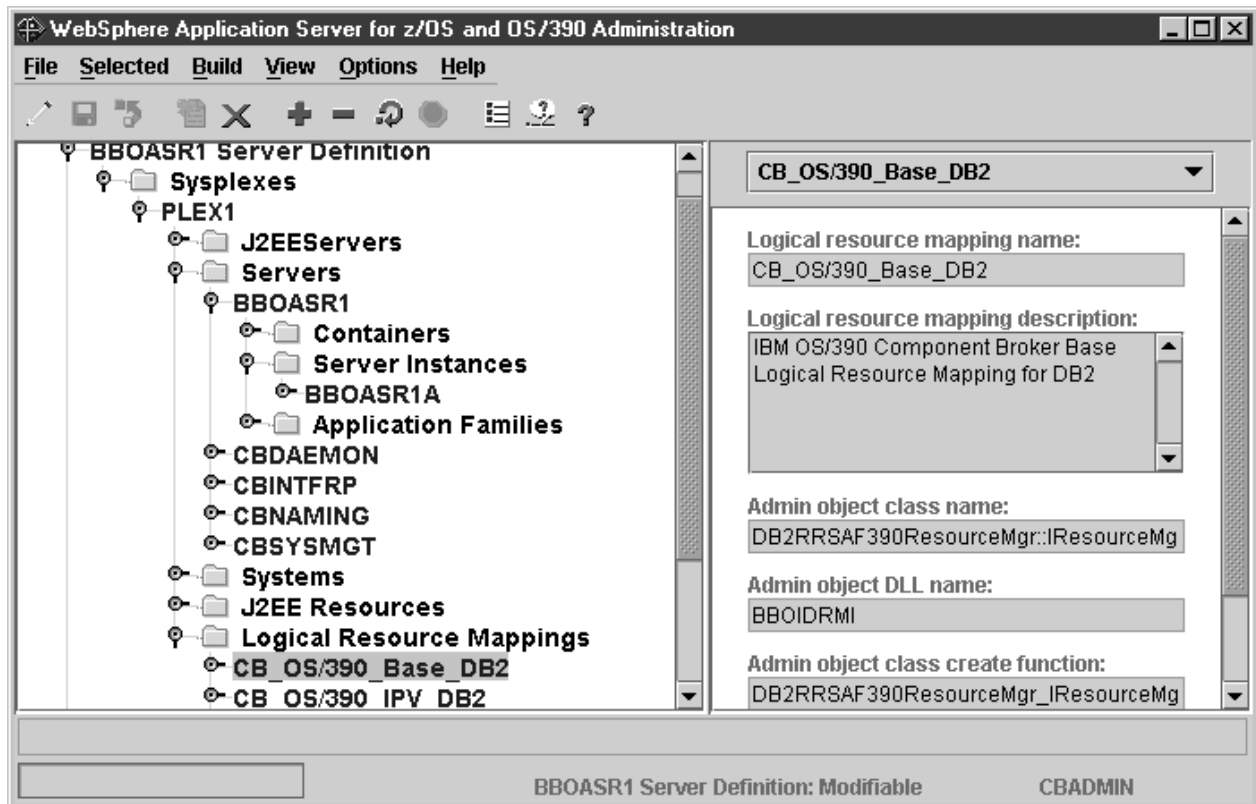 WebSphere Application Server for z/OS and OS/390 Administration
File Selected Build View Options Help
BBOASR1 Server Definition
Sysplexes
PLEX1
J2EEServers
Servers
BBOASR1
Containers
Server Instances
BBOASR1A
Application Families
CBDAEMON
CBINTFRP
CBNAMING
CBSYSMGT
Systems
J2EE Resources
Logical Resource Mappings
CB_OS/390_Base_DB2
CB_OS/390_IPV_DB2
CB_OS/390_Base_DB2
Logical resource mapping name:
CB_OS/390_Base_DB2
Logical resource mapping description:
IBM OS/390 Component Broker Base
Logical Resource Mapping for DB2
Admin object class name:
DB2RRSAF390ResourceMgr::IResourceMg
Admin object DLL name:
BBOIDRMI
Admin object class create function:
DB2RRSAF390ResourceMgr_IResourceMg
BBOASR1 Server Definition: Modifiable CBADMIN